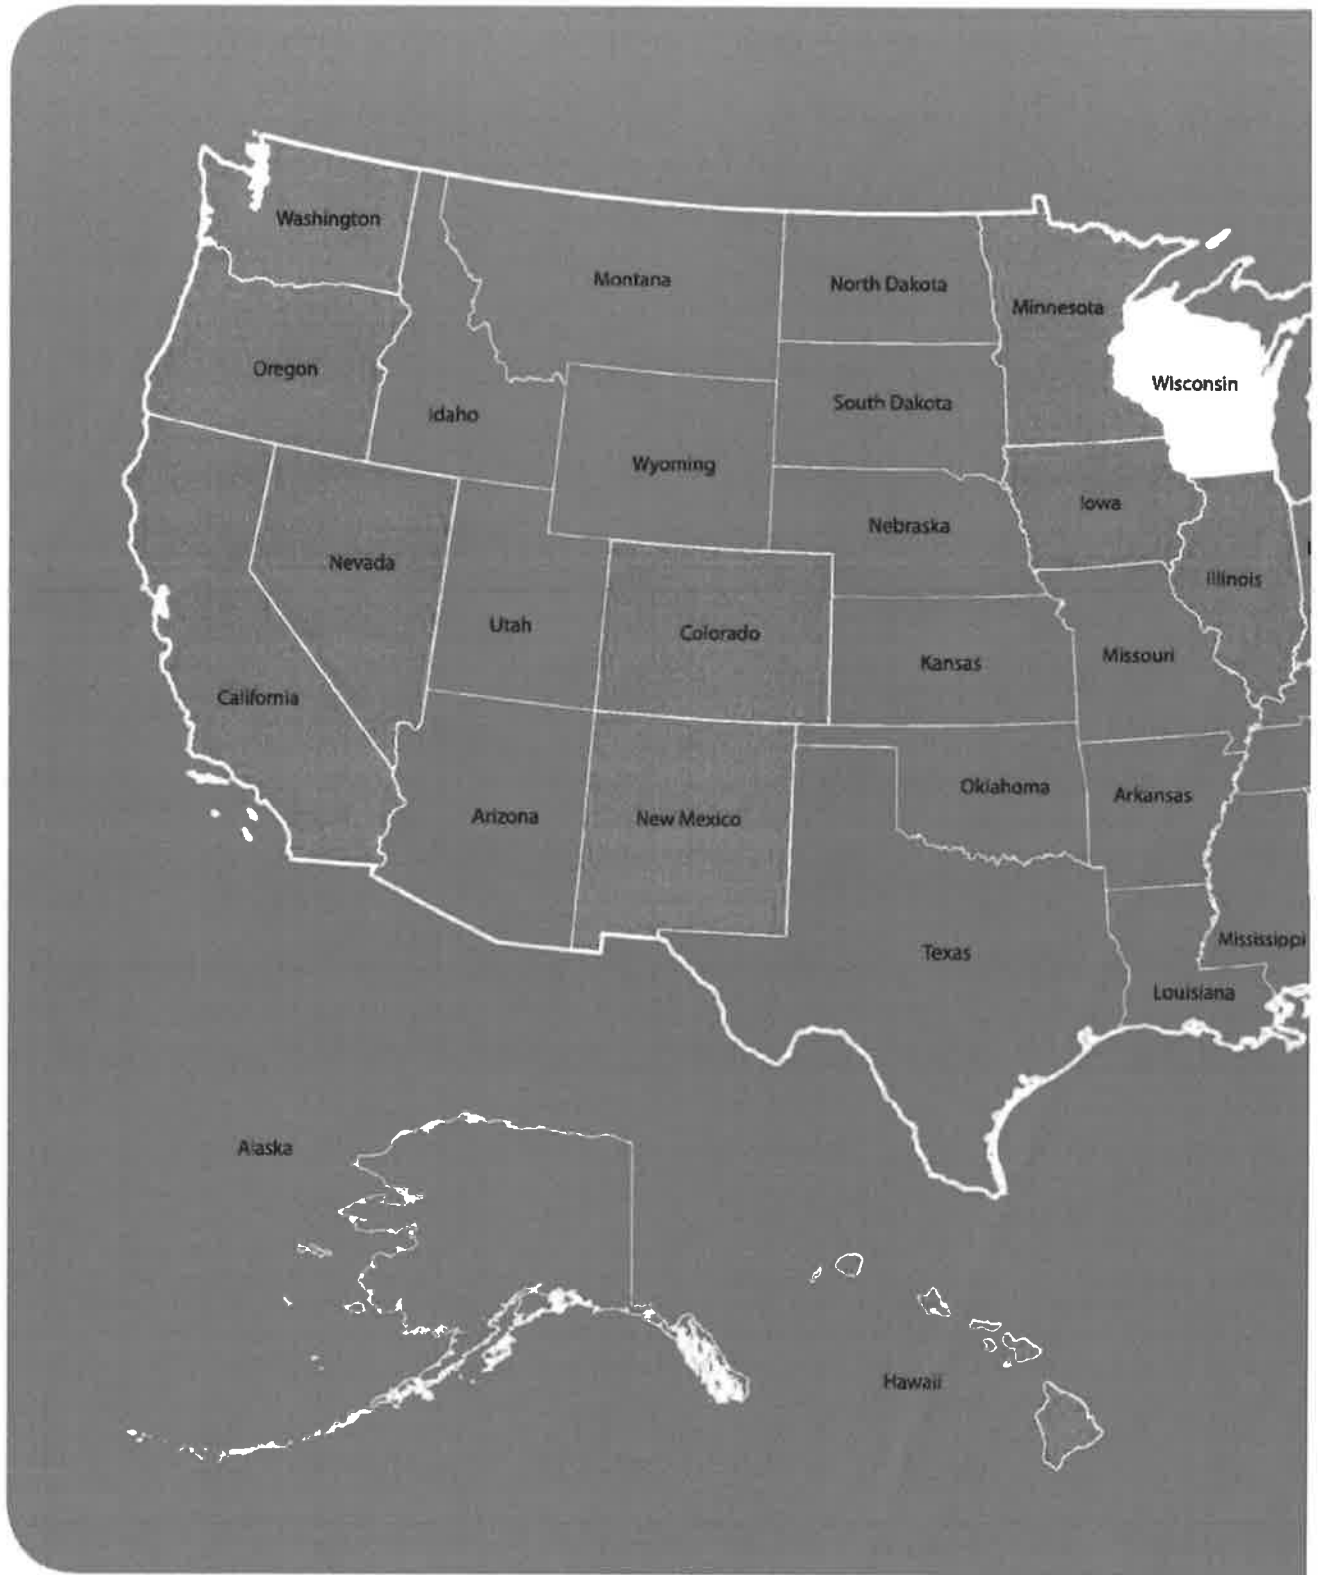 Washington
Montana
North Dakota
Minnesota
Oregon
Idaho
Wisconsin
South Dakota
Wyoming
Iowa
Nebraska
Nevada
Illinois
Utah
Colorado
Missouri
Kansas
California
Oklahoma
Arkansas
Arizona
New Mexico
Mississippi
Texas
Louisiana
Alaska
Hawaii